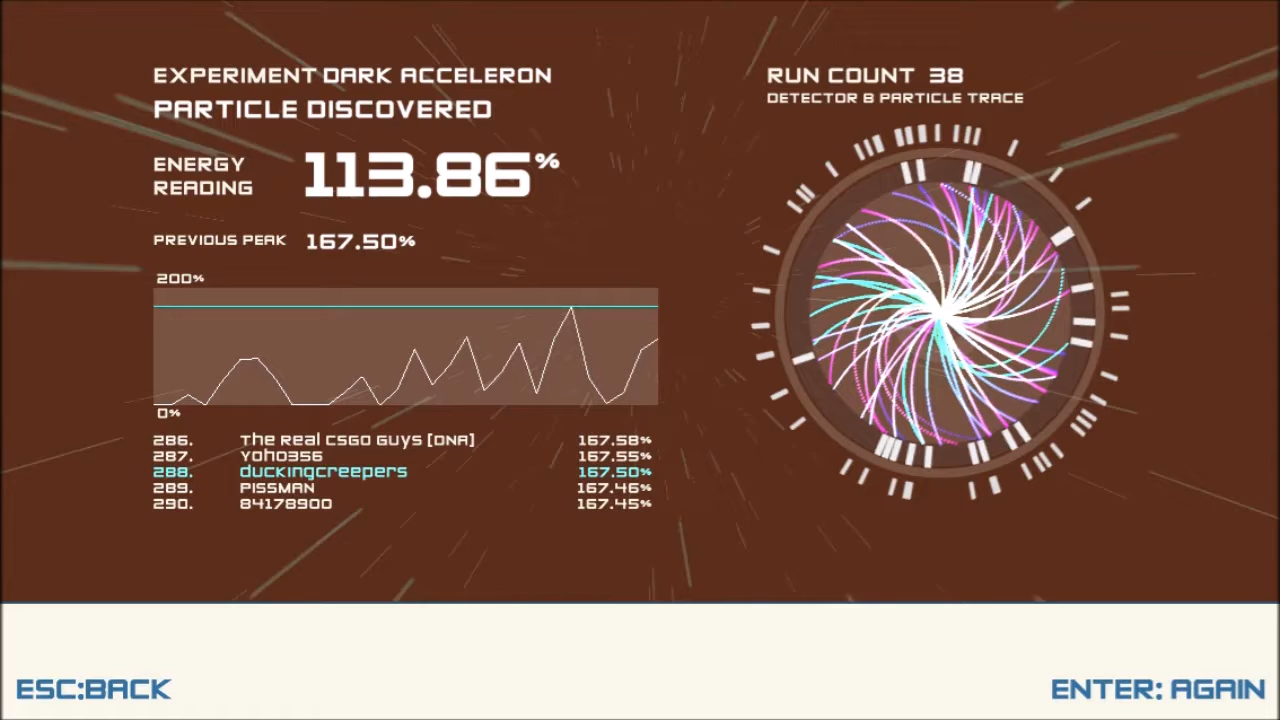 EXPERIMENT DARK ACCELERON
PARTICLE DISCOVERED
ENERGY READING 113.86%
PREVIOUS PEAK 167.50%
200%
0%
286. The Real CSGO Guys [DNA] 167.58%
287. yoho356 167.55%
288. duckingcreepers 167.50%
289. PISSMAN 167.46%
290. 84178900 167.45%
RUN COUNT 38
DETECTOR B PARTICLE TRACE
ESC:BACK
ENTER: AGAIN